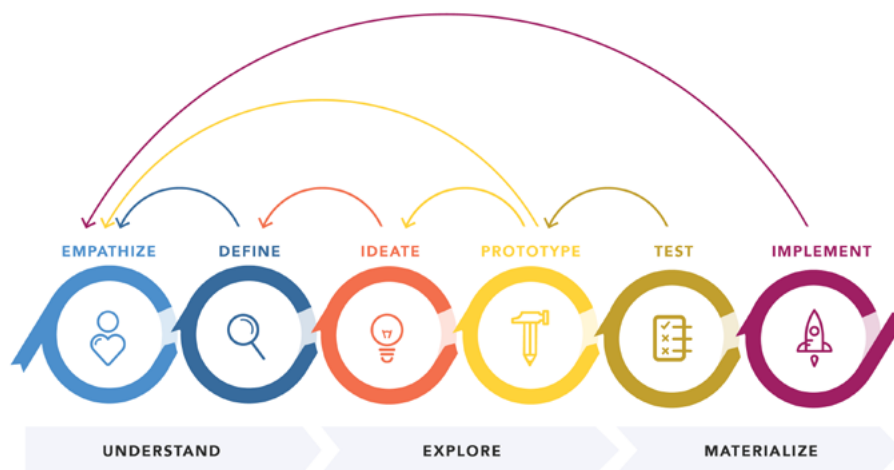 EMPATHIZE
DEFINE
IDEATE
PROTOTYPE
TEST
IMPLEMENT
UNDERSTAND
EXPLORE
MATERIALIZE